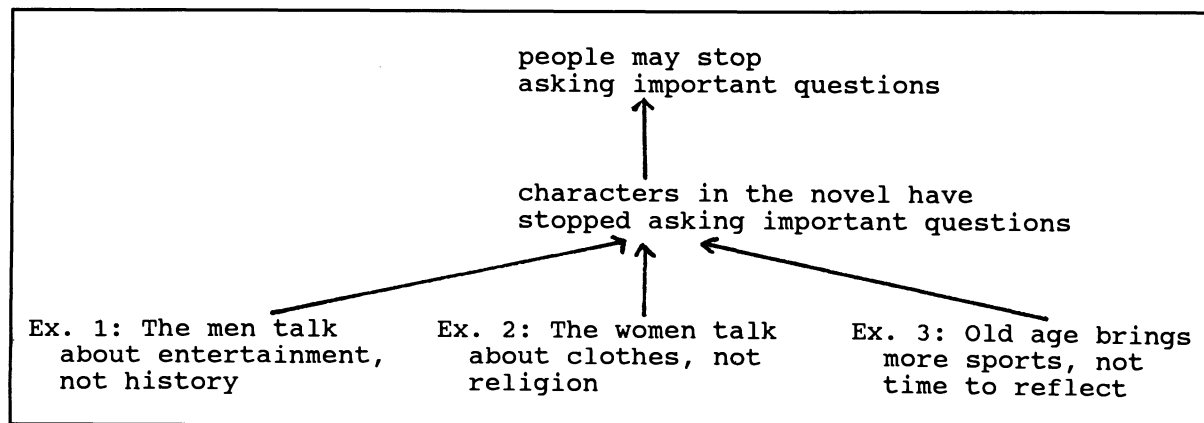 people may stop
asking important questions
characters in the novel have
stopped asking important questions
Ex. 1: The men talk
about entertainment,
not history
Ex. 2: The women talk
about clothes, not
religion
Ex. 3: Old age brings
more sports, not
time to reflect